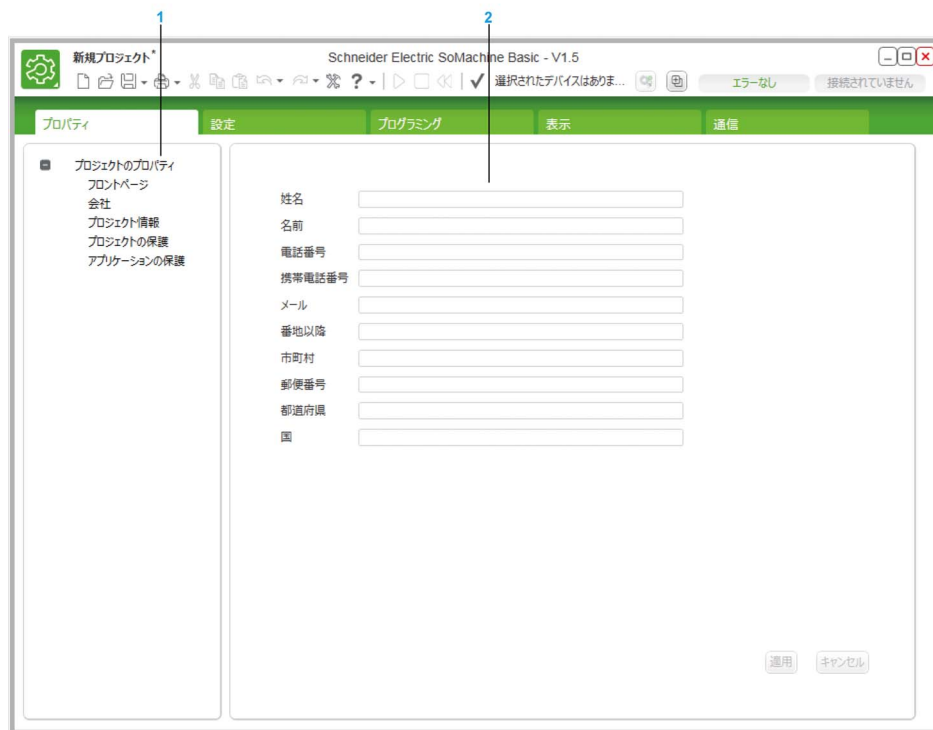 1
2
新規プロジェクト*
Schneider Electric SoMachine Basic - V1.5
選択されたデバイスはありま...
エラーなし
接続されていません
プロパティ
設定
プログラミング
表示
通信
プロジェクトのプロパティ
フロントページ
会社
プロジェクト情報
プロジェクトの保護
アプリケーションの保護
姓名
名前
電話番号
携帯電話番号
メール
番地以降
市町村
郵便番号
都道府県
国
適用
キャンセル